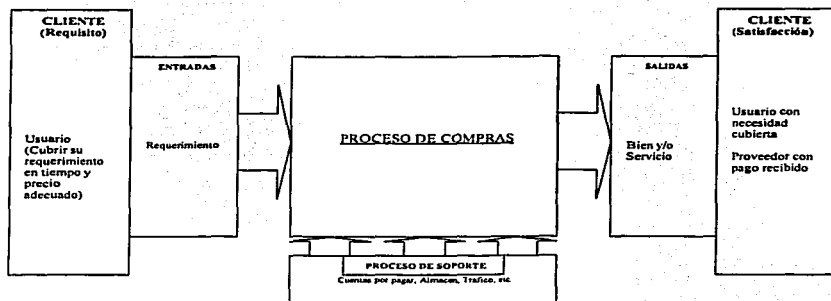 CLIENTE
(Requisito)
Usuario
(Cubrir su
requerimiento
en tiempo y
precio
adecuado)
ENTRADAS
Requerimiento
PROCESO DE COMPRAS
PROCESO DE SOPORTE
Cuentas por pagar, Almacen, Trafico, etc.
SALIDAS
Bien y/o
Servicio
CLIENTE
(Satisfacción)
Usuario con
necesidad
cubierta
Proveedor con
pago recibido